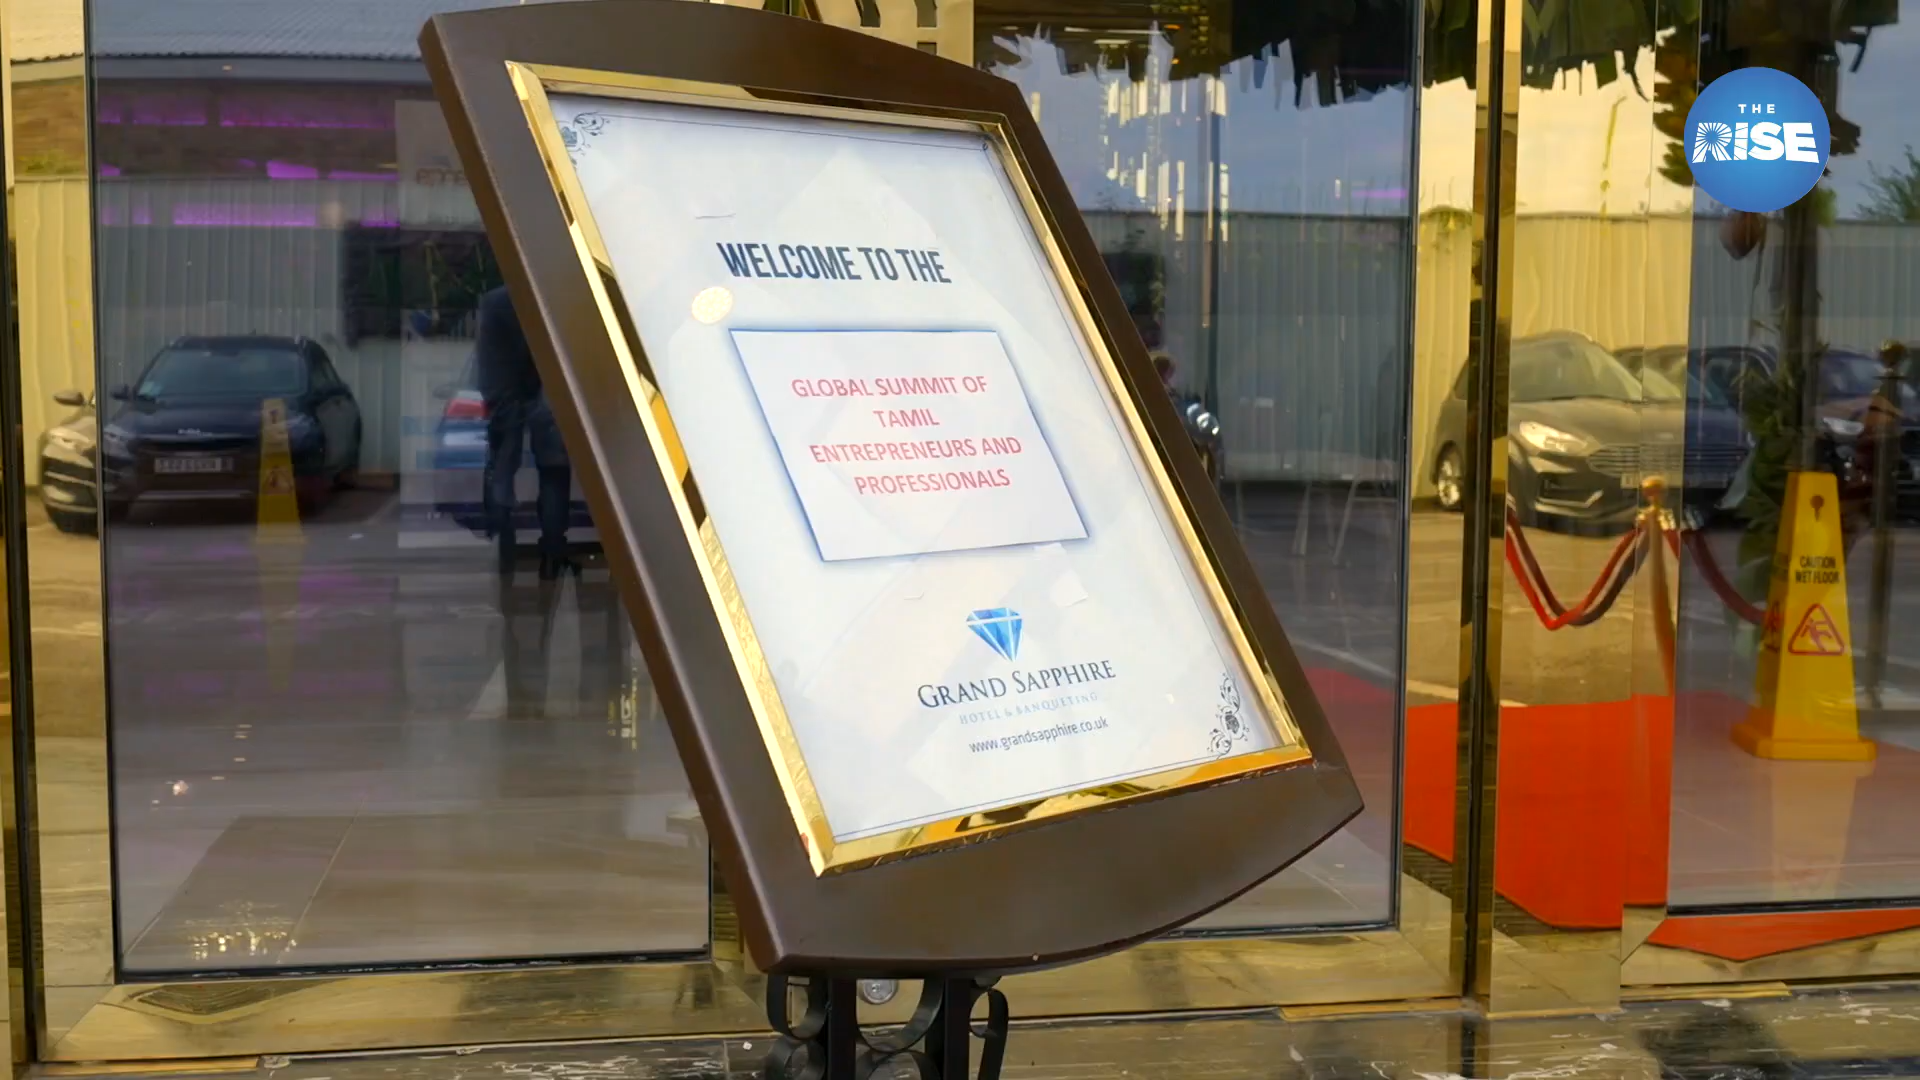 THE
RISE
WELCOME TO THE
GLOBAL SUMMIT OF
TAMIL
ENTREPRENEURS AND
PROFESSIONALS
GRAND SAPPHIRE
HOTEL & BANQUETING
www.grandsapphire.co.uk
CAUTION
WET FLOOR